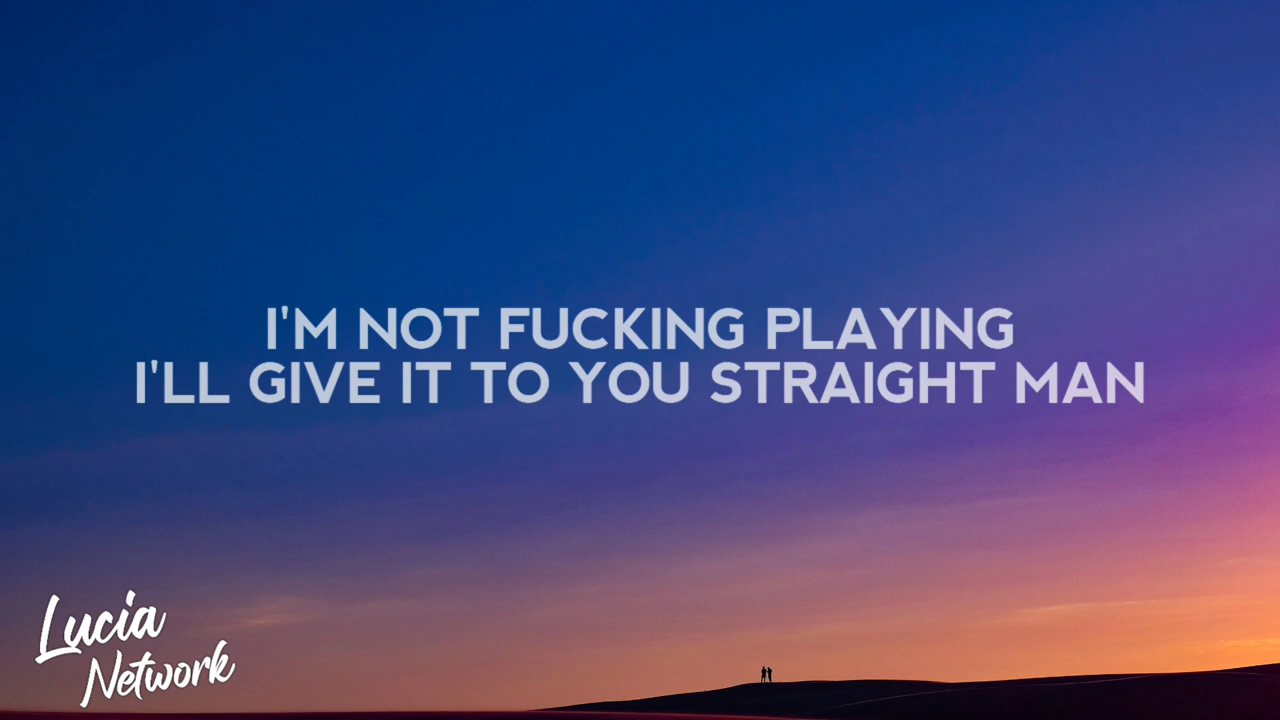 I'M NOT FUCKING PLAYING
I'LL GIVE IT TO YOU STRAIGHT MAN
Lucia
Network